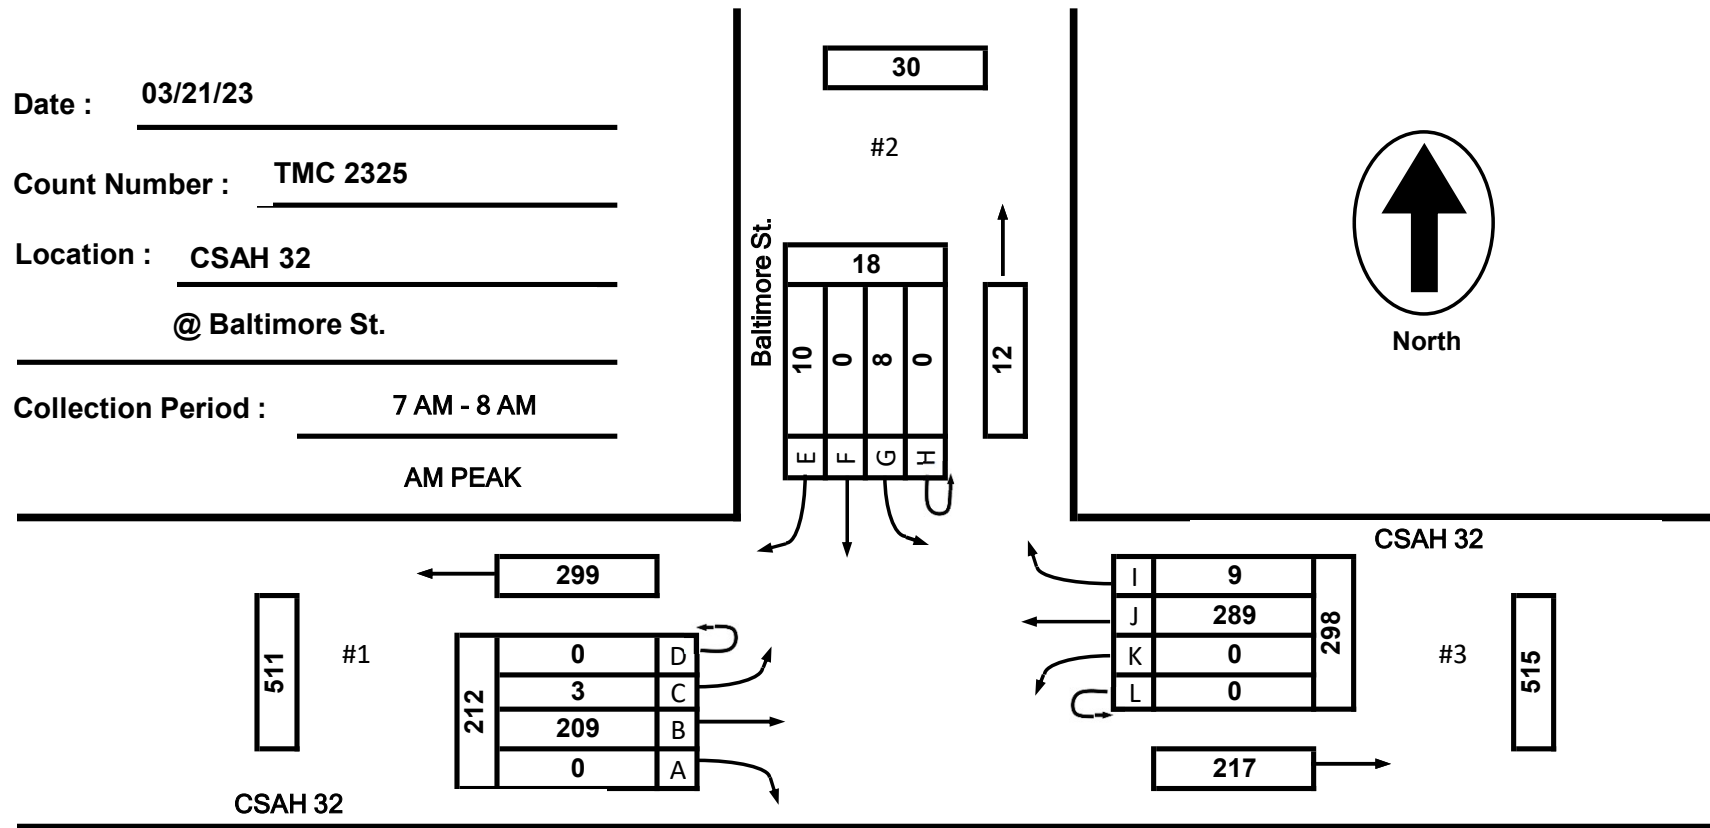 Date : 03/21/23
Count Number : TMC 2325
Location : CSAH 32
@ Baltimore St.
Collection Period : 7 AM - 8 AM
AM PEAK
30
#2
Baltimore St.
18
10 0 8 0
E F G H
12
North
CSAH 32
299
511
#1
212
0 D
3 C
209 B
0 A
CSAH 32
I 9
J 289
K 0
L 0
298
#3
515
217